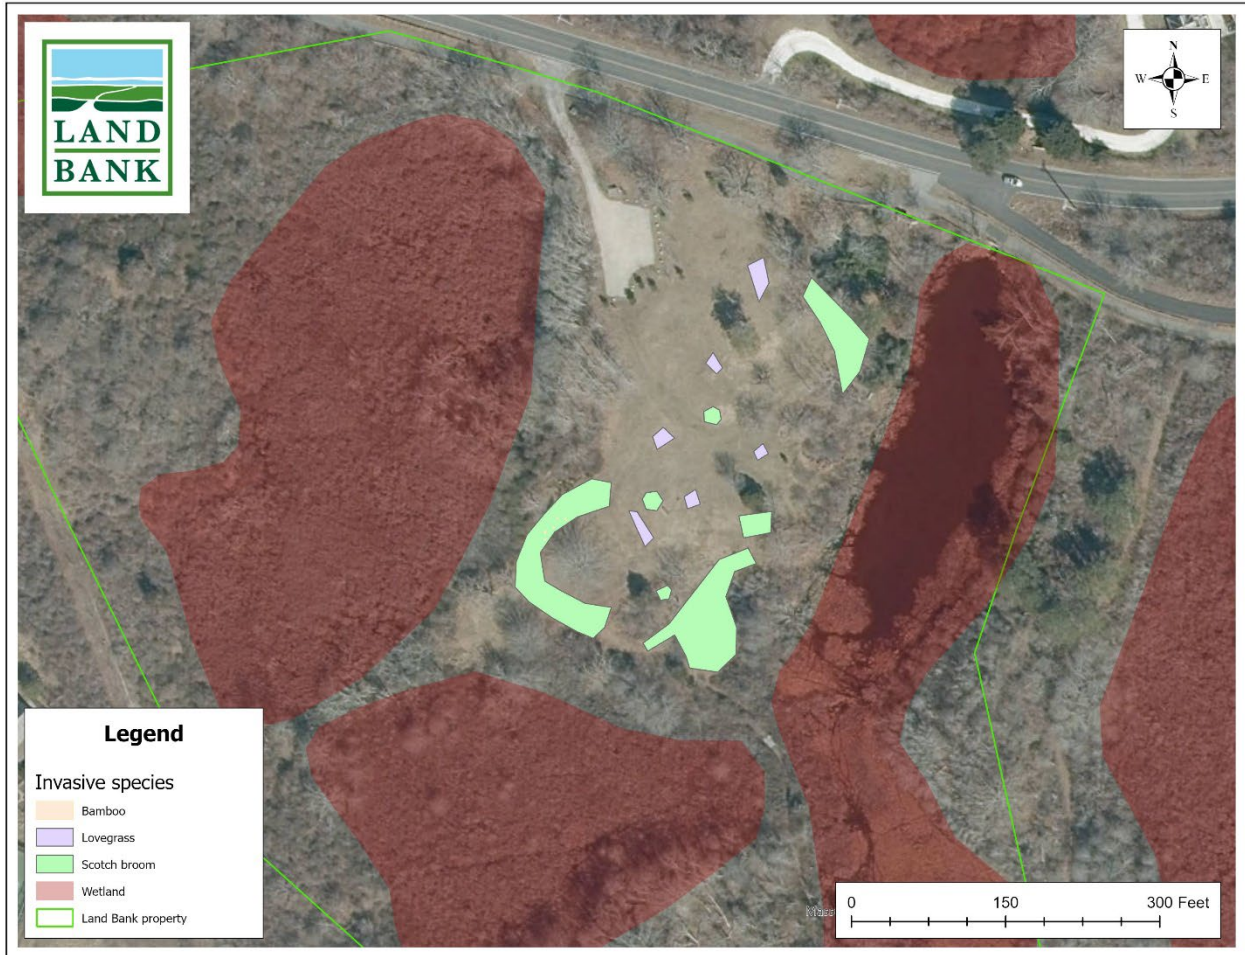 LAND
BANK
N
W E
S
Legend
Invasive species
Bamboo
Lovegrass
Scotch broom
Wetland
Land Bank property
0 150 300 Feet